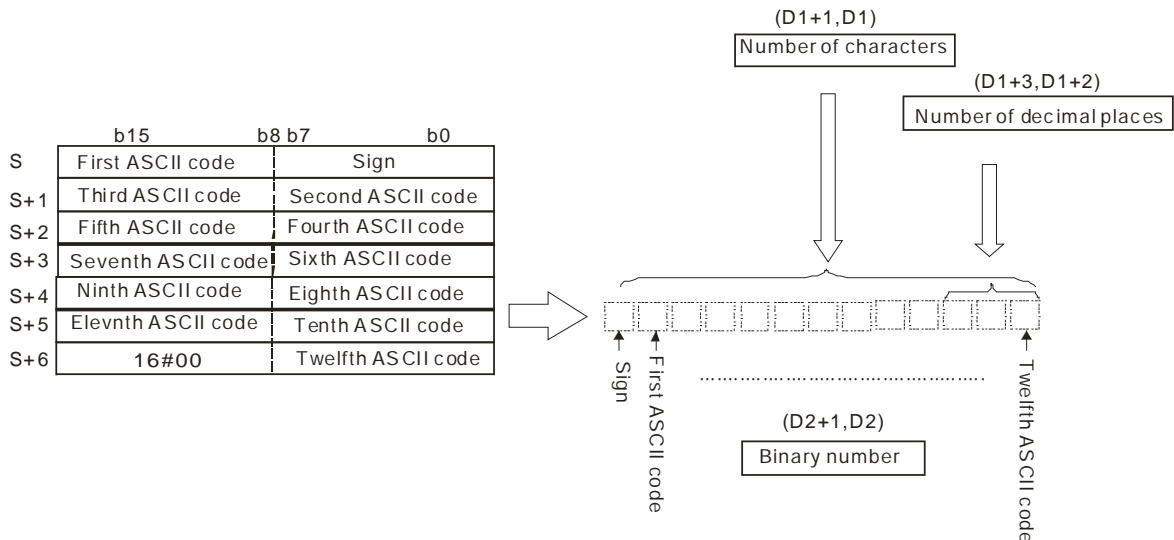 (D1+1,D1)
Number of characters
(D1+3,D1+2)
Number of decimal places
b15 b8 b7 b0
S First ASCII code Sign
S+1 Third ASCII code Second ASCII code
S+2 Fifth ASCII code Fourth ASCII code
S+3 Seventh ASCII code Sixth ASCII code
S+4 Ninth ASCII code Eighth ASCII code
S+5 Elevnth ASCII code Tenth ASCII code
S+6 16#00 Twelfth ASCII code
Sign
First ASCII code
Twelfth ASCII code
(D2+1,D2)
Binary number